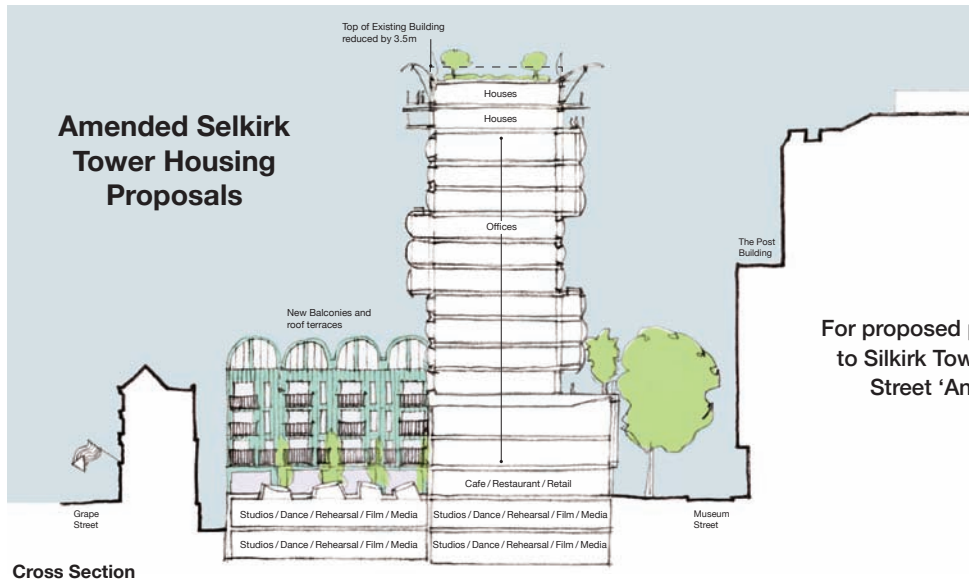 Top of Existing Building
reduced by 3.5m
Amended Selkirk
Tower Housing
Proposals
Houses
Houses
Offices
The Post
Building
New Balconies and
roof terraces
For proposed
to Silkirk
Street
Cafe / Restaurant / Retail
Grape
Street
Museum
Street
Studios / Dance / Rehearsal / Film / Media
Studios / Dance / Rehearsal / Film / Media
Studios / Dance / Rehearsal / Film / Media
Studios / Dance / Rehearsal / Film / Media
Cross Section